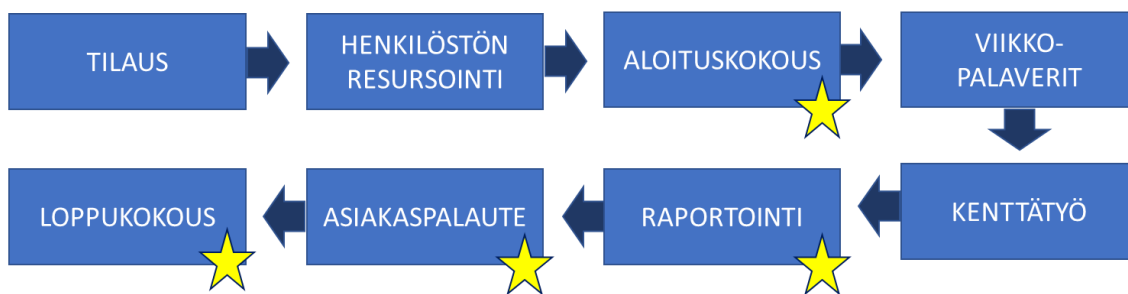 TILAUS
HENKILÖSTÖN
RESURSOINTI
ALOITUSKOKOUS
VIIKKO-
PALAVERIT
KENTTÄTYÖ
RAPORTOINTI
ASIAKASPALAUTE
LOPPUKOKOUS